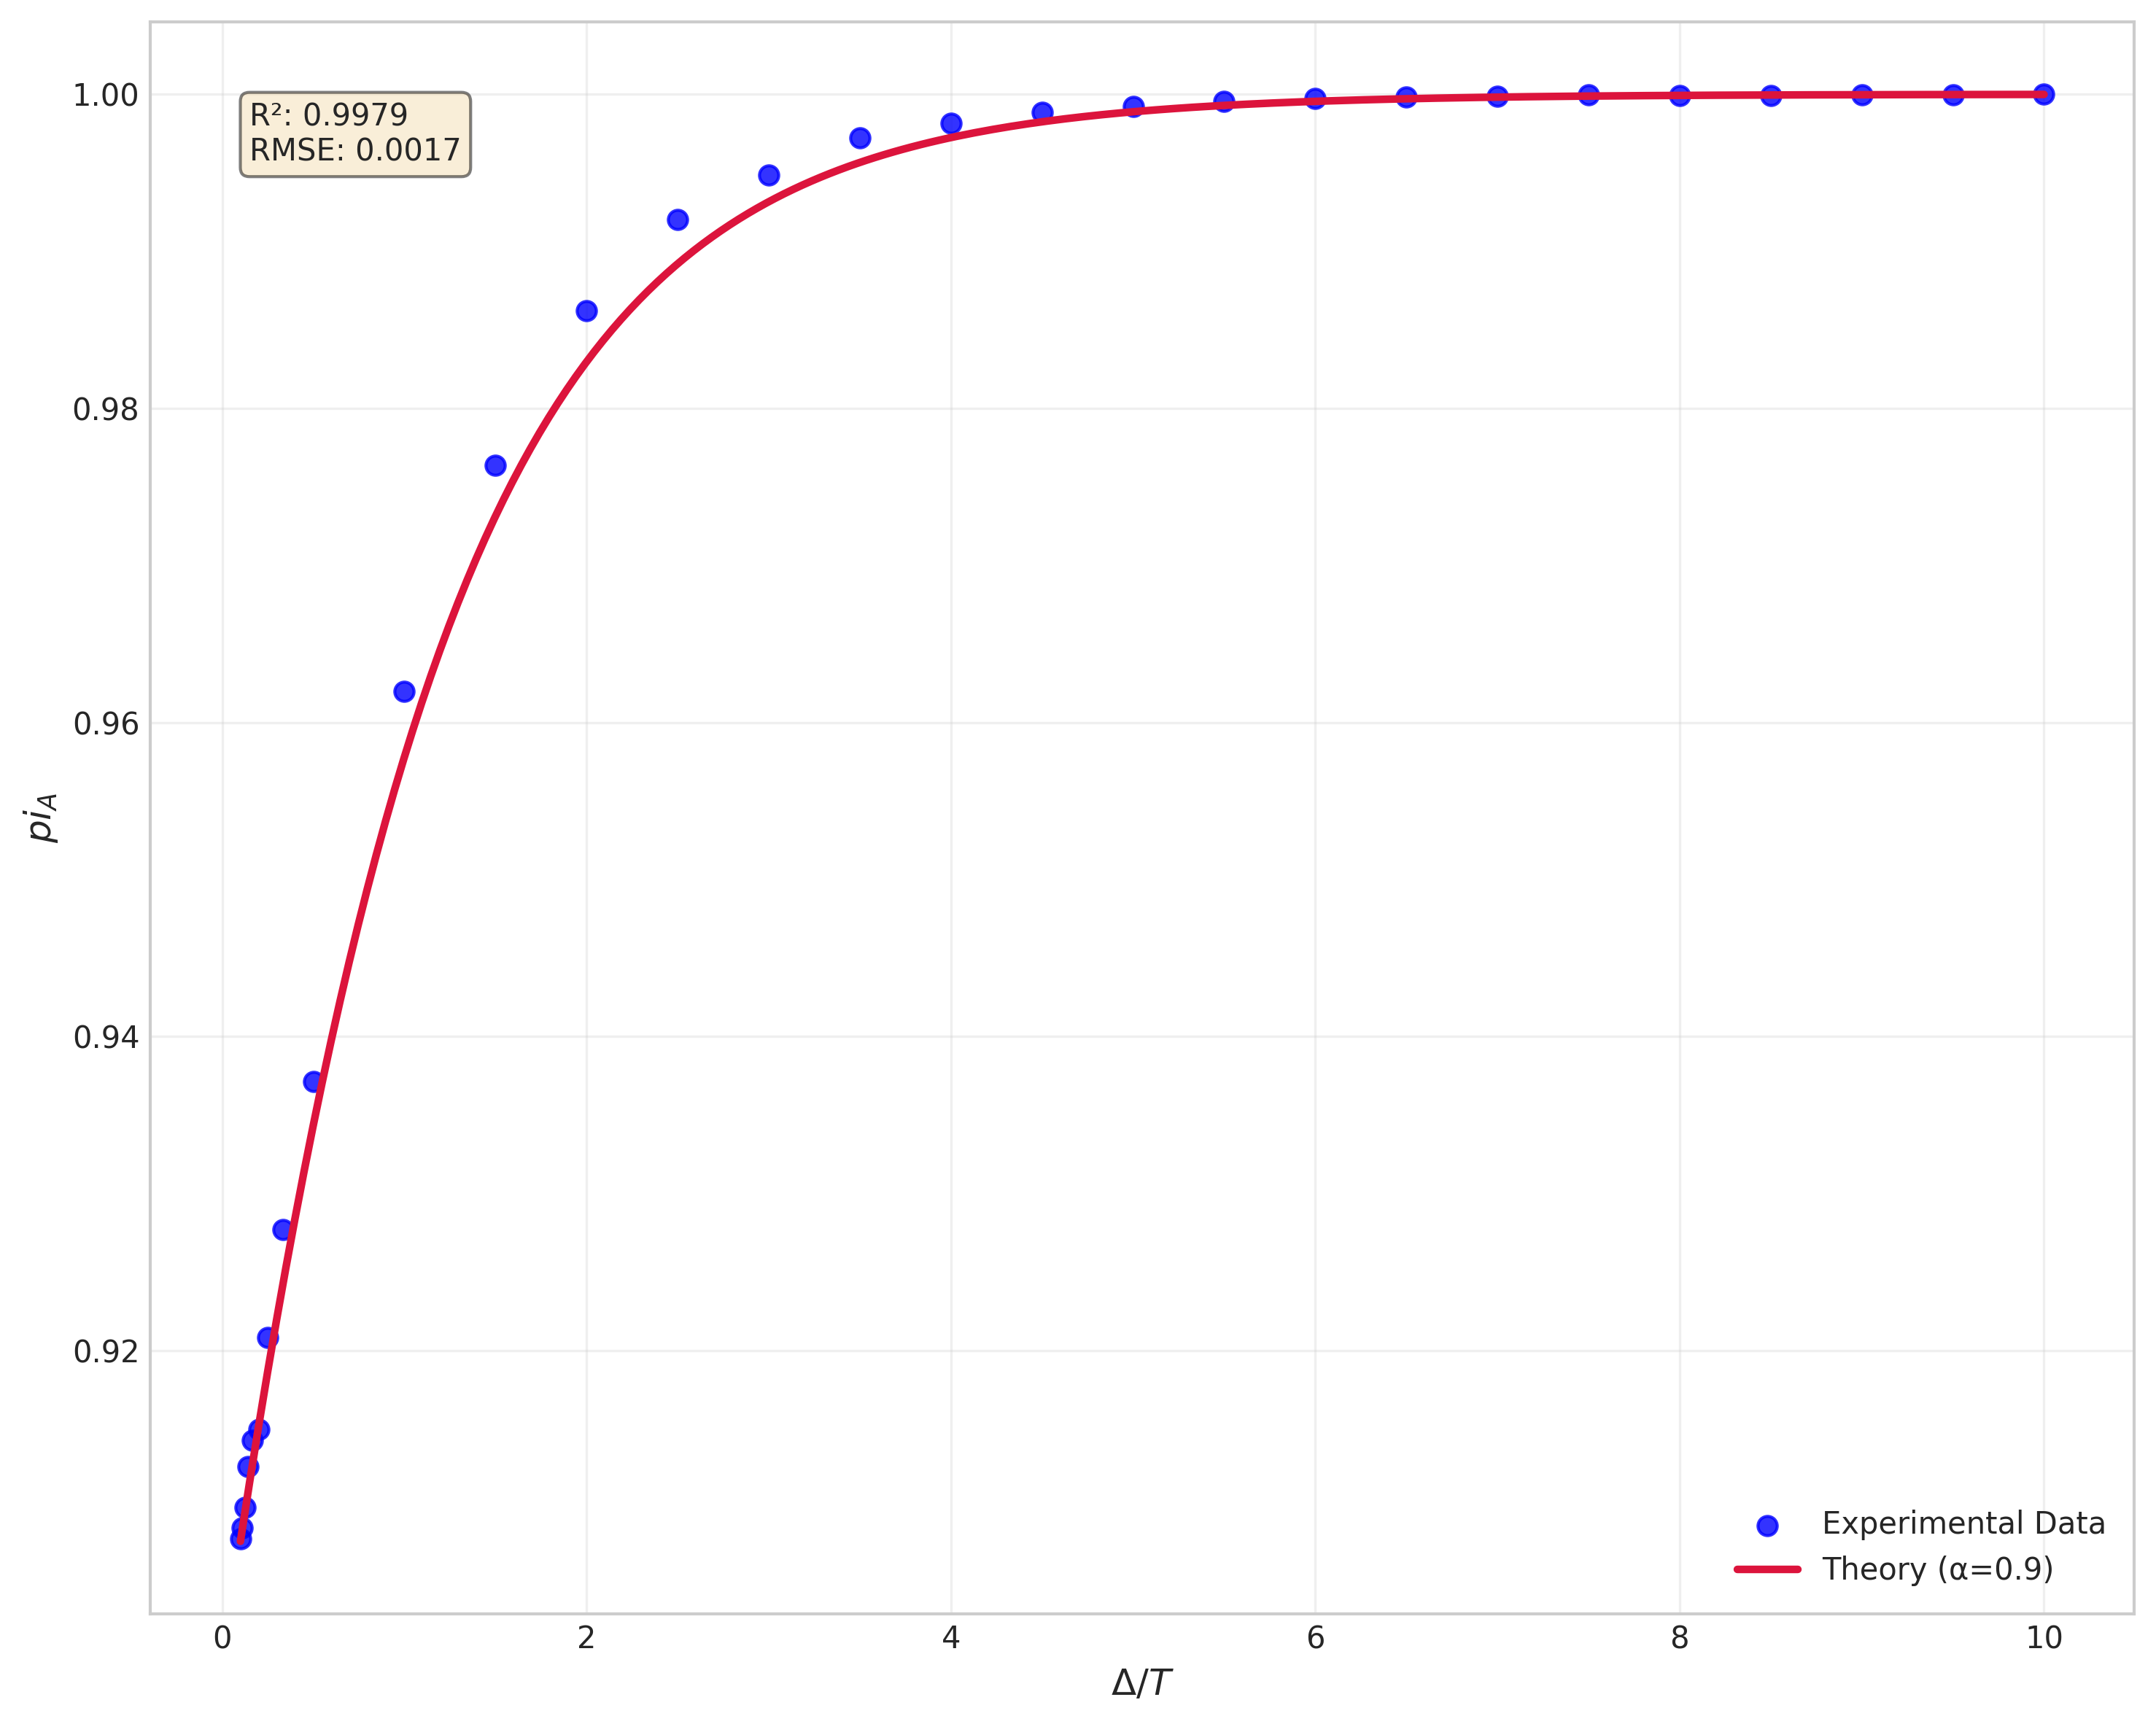 R²: 0.9979
RMSE: 0.0017
1.00
0.98
0.96
0.94
0.92
pi_A
0
2
4
6
8
10
Δ/T
Experimental Data
Theory (α=0.9)